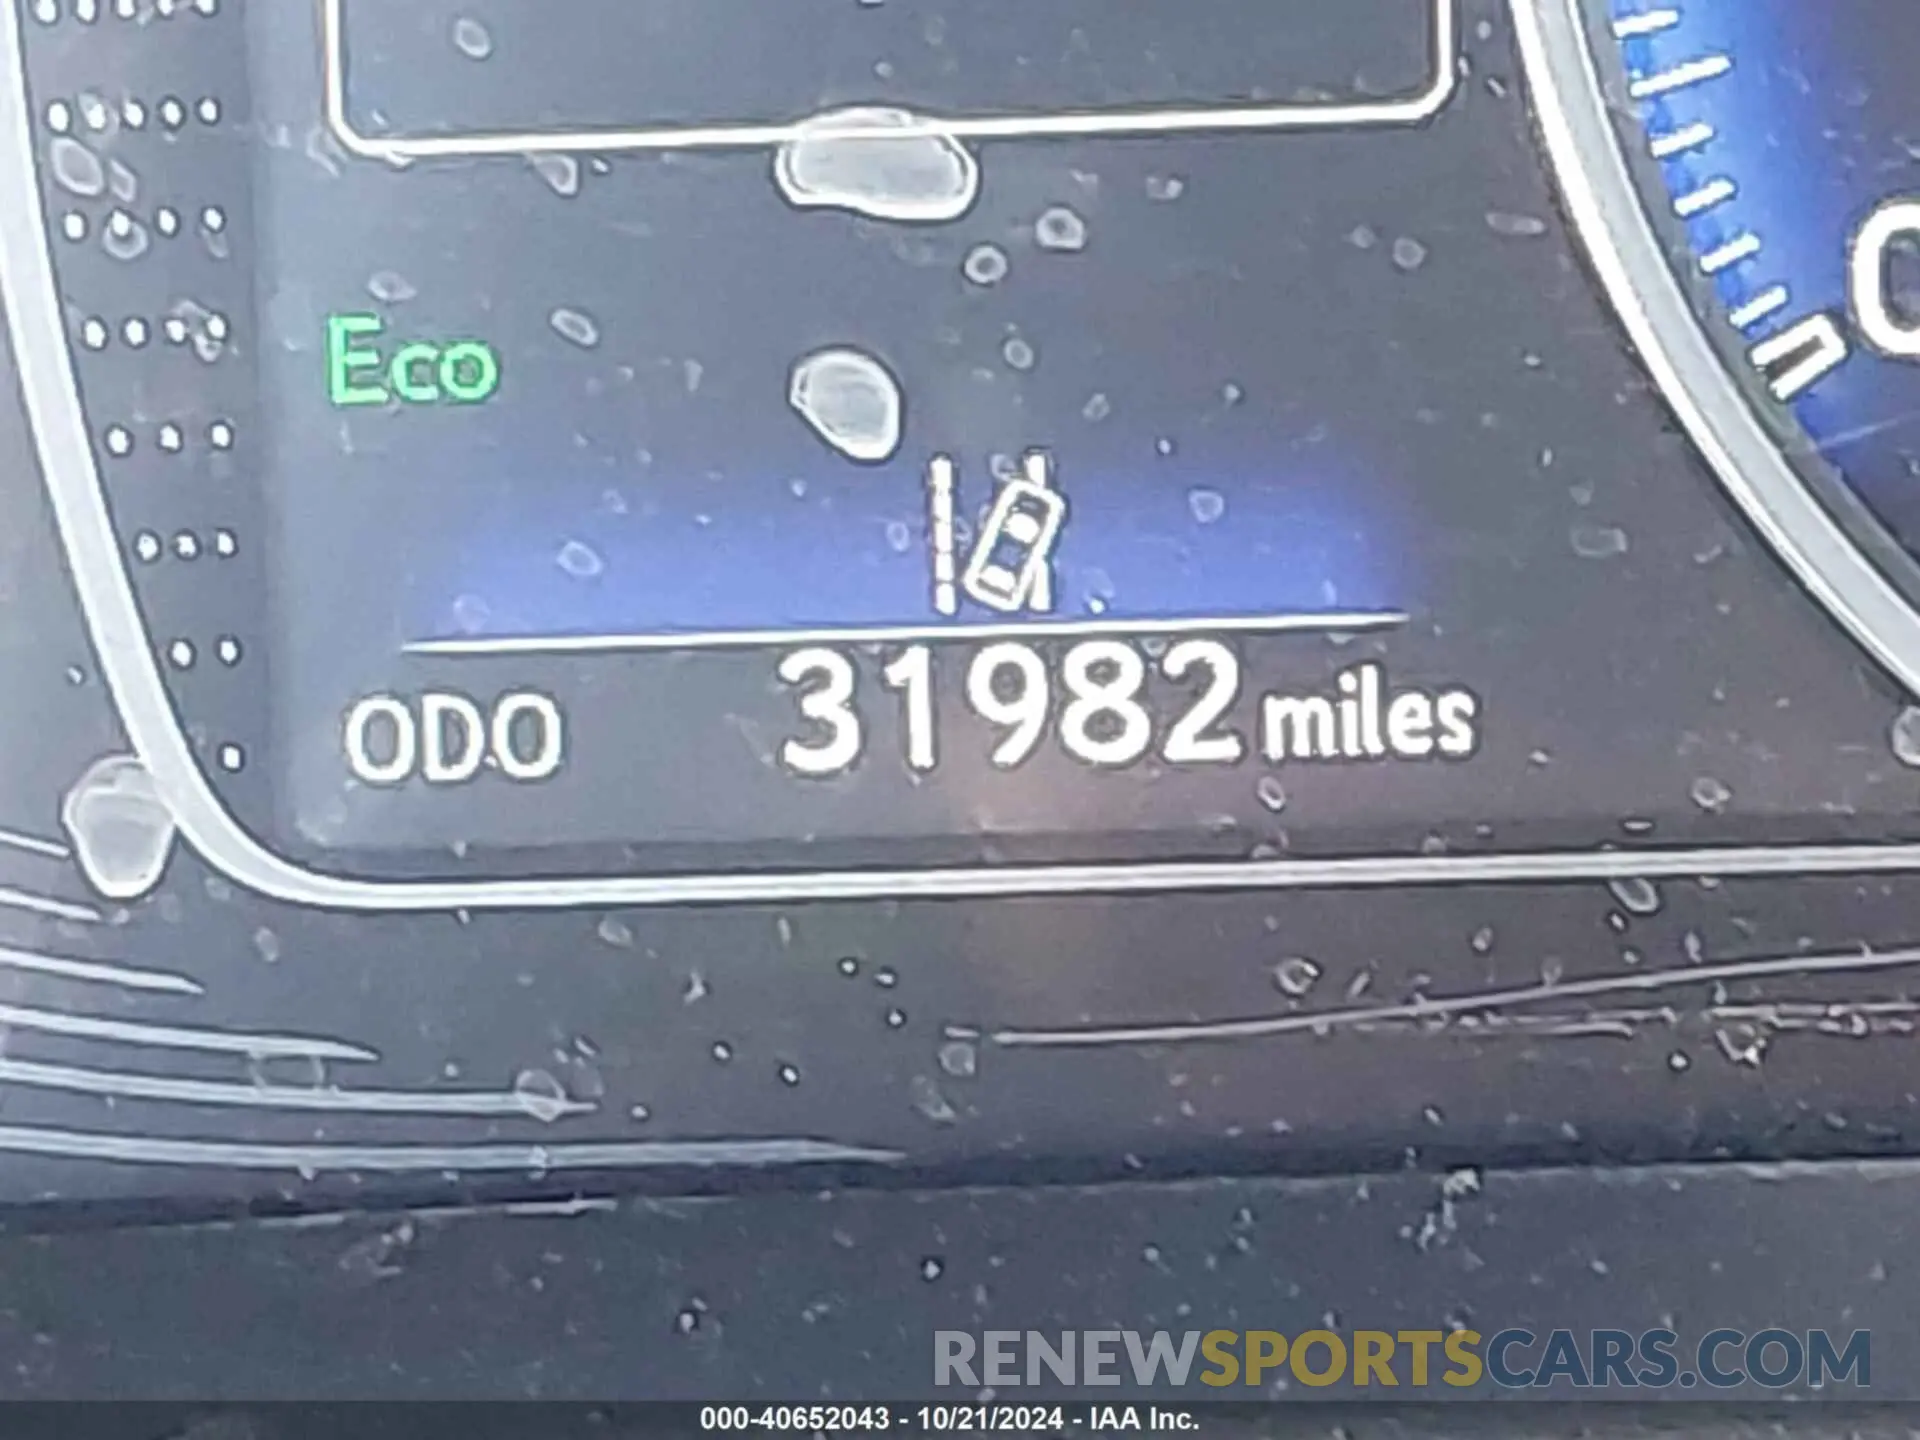 Eco
ODO 31982 miles
RENEWSPORTSCARS.COM
000-40652043 - 10/21/2024 - IAA Inc.